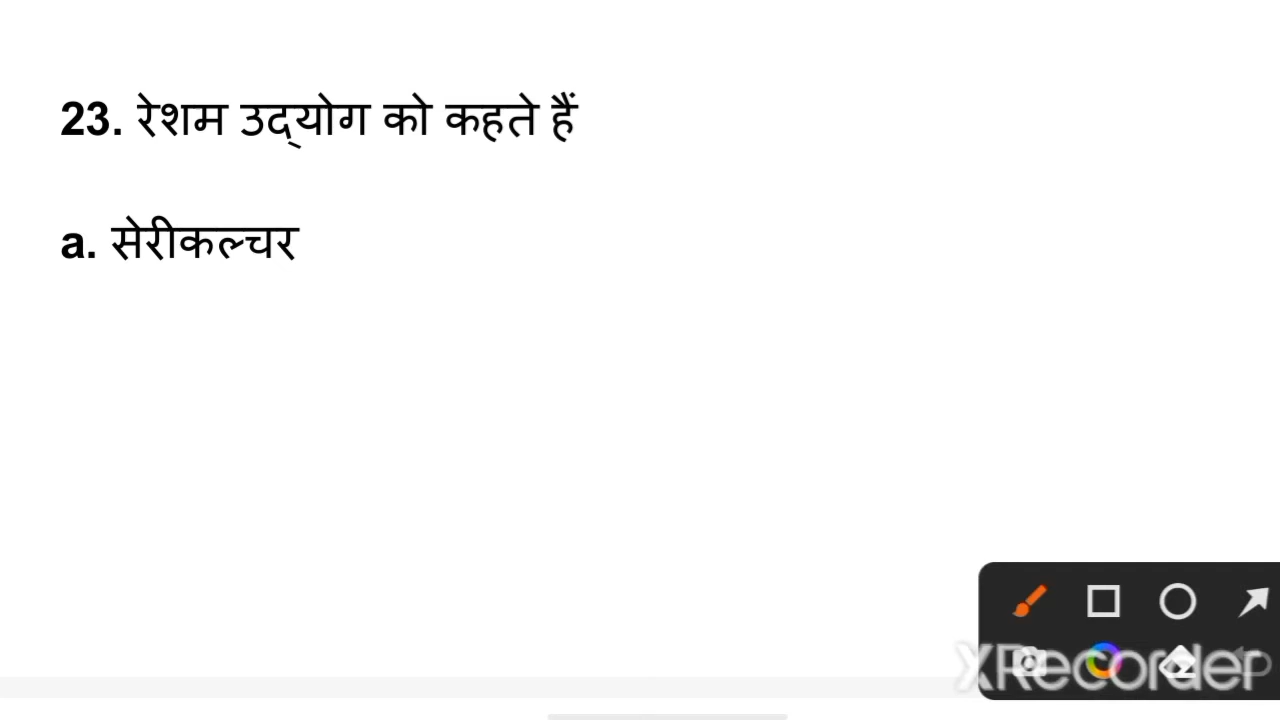 23. रेशम उद्‌योग को कहते हैं
a. सेरीकल्चर
XRecorder